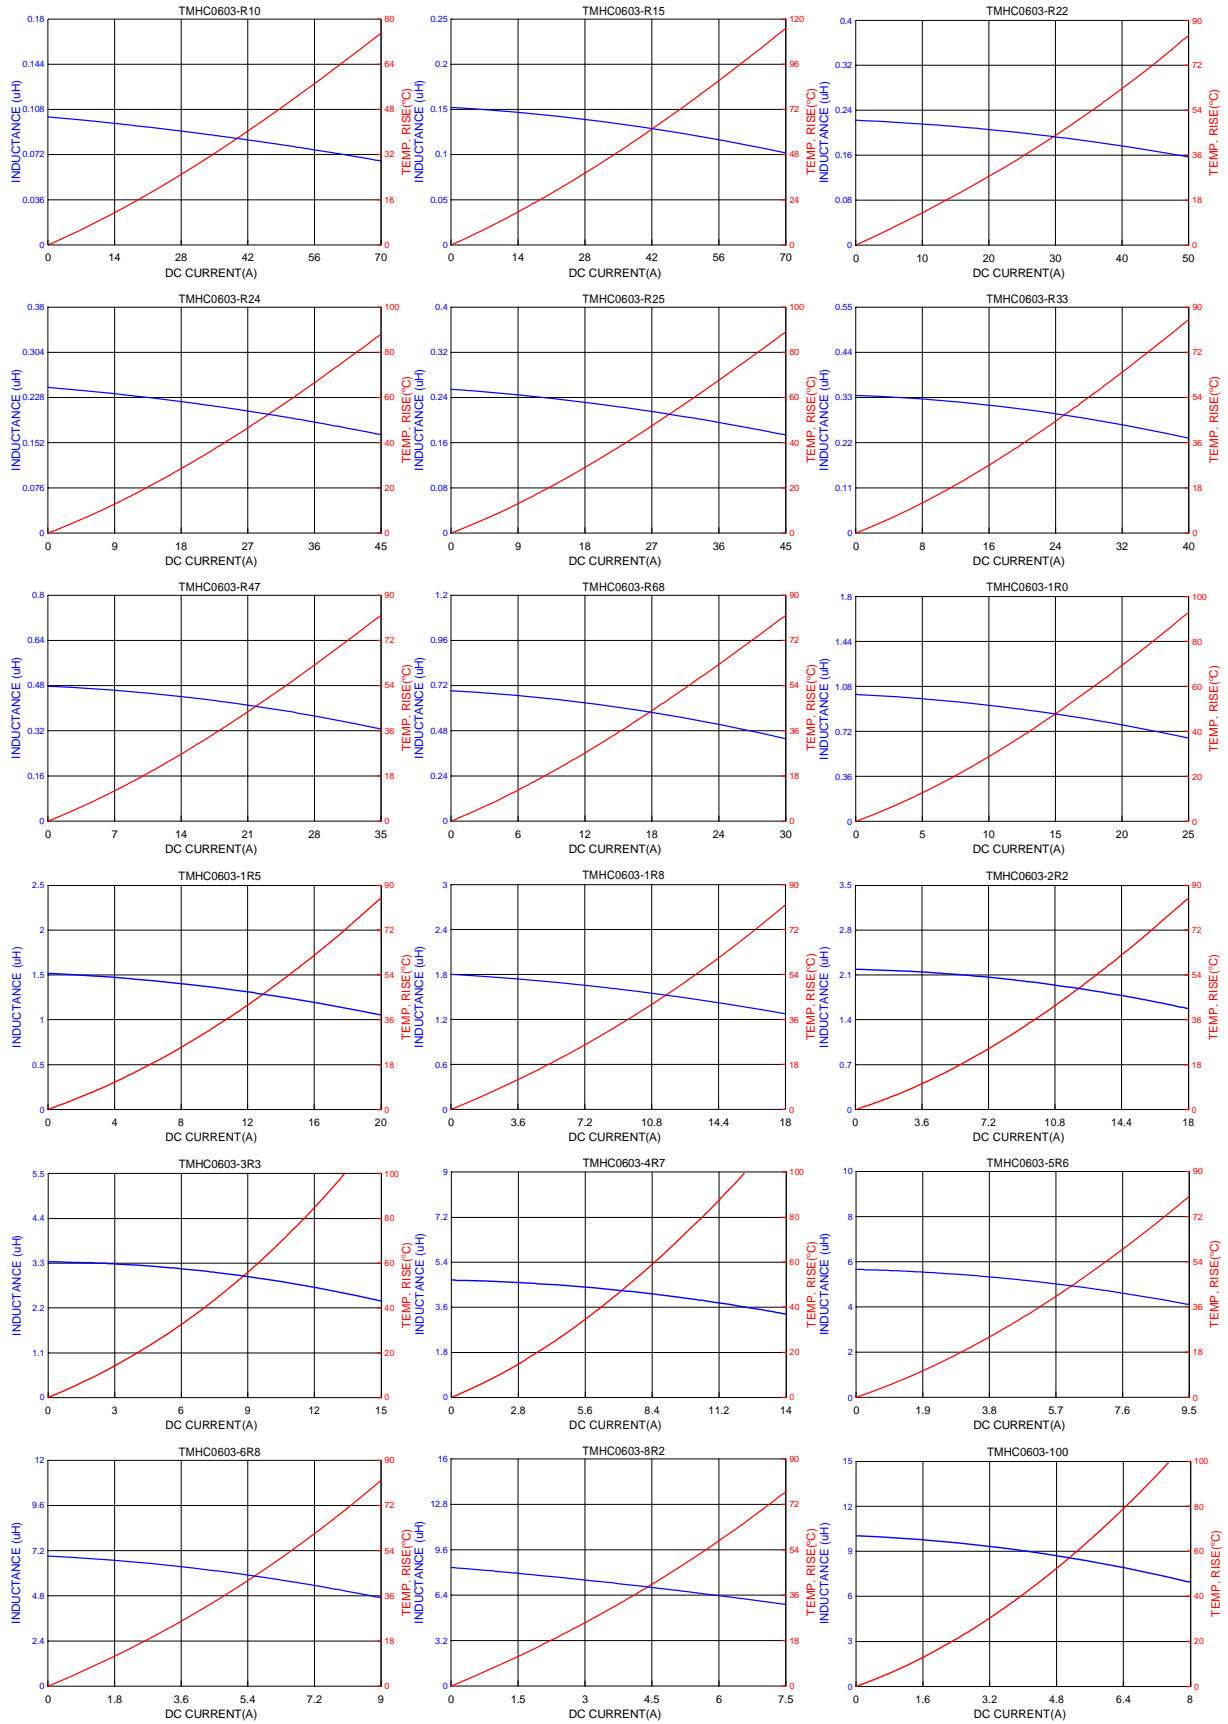 TMHC0603-R10
INDUCTANCE (uH)
0.18
0.144
0.108
0.072
0.036
0
80
64
48
32
16
0
TEMP. RISE(°C)
0 14 28 42 56 70
DC CURRENT(A)
TMHC0603-R15
INDUCTANCE (uH)
0.25
0.2
0.15
0.1
0.05
0
120
96
72
48
24
0
TEMP. RISE(°C)
0 14 28 42 56 70
DC CURRENT(A)
TMHC0603-R22
INDUCTANCE (uH)
0.4
0.32
0.24
0.16
0.08
0
90
72
54
36
18
0
TEMP. RISE(°C)
0 10 20 30 40 50
DC CURRENT(A)
TMHC0603-R24
INDUCTANCE (uH)
0.38
0.304
0.228
0.152
0.076
0
100
80
60
40
20
0
TEMP. RISE(°C)
0 9 18 27 36 45
DC CURRENT(A)
TMHC0603-R25
INDUCTANCE (uH)
0.4
0.32
0.24
0.16
0.08
0
100
80
60
40
20
0
TEMP. RISE(°C)
0 9 18 27 36 45
DC CURRENT(A)
TMHC0603-R33
INDUCTANCE (uH)
0.55
0.44
0.33
0.22
0.11
0
90
72
54
36
18
0
TEMP. RISE(°C)
0 8 16 24 32 40
DC CURRENT(A)
TMHC0603-R47
INDUCTANCE (uH)
0.8
0.64
0.48
0.32
0.16
0
90
72
54
36
18
0
TEMP. RISE(°C)
0 7 14 21 28 35
DC CURRENT(A)
TMHC0603-R68
INDUCTANCE (uH)
1.2
0.96
0.72
0.48
0.24
0
90
72
54
36
18
0
TEMP. RISE(°C)
0 6 12 18 24 30
DC CURRENT(A)
TMHC0603-1R0
INDUCTANCE (uH)
1.8
1.44
1.08
0.72
0.36
0
100
80
60
40
20
0
TEMP. RISE(°C)
0 5 10 15 20 25
DC CURRENT(A)
TMHC0603-1R5
INDUCTANCE (uH)
2.5
2
1.5
1
0.5
0
90
72
54
36
18
0
TEMP. RISE(°C)
0 4 8 12 16 20
DC CURRENT(A)
TMHC0603-1R8
INDUCTANCE (uH)
3
2.4
1.8
1.2
0.6
0
90
72
54
36
18
0
TEMP. RISE(°C)
0 3.6 7.2 10.8 14.4 18
DC CURRENT(A)
TMHC0603-2R2
INDUCTANCE (uH)
3.5
2.8
2.1
1.4
0.7
0
90
72
54
36
18
0
TEMP. RISE(°C)
0 3.6 7.2 10.8 14.4 18
DC CURRENT(A)
TMHC0603-3R3
INDUCTANCE (uH)
5.5
4.4
3.3
2.2
1.1
0
100
80
60
40
20
0
TEMP. RISE(°C)
0 3 6 9 12 15
DC CURRENT(A)
TMHC0603-4R7
INDUCTANCE (uH)
9
7.2
5.4
3.6
1.8
0
100
80
60
40
20
0
TEMP. RISE(°C)
0 2.8 5.6 8.4 11.2 14
DC CURRENT(A)
TMHC0603-5R6
INDUCTANCE (uH)
10
8
6
4
2
0
90
72
54
36
18
0
TEMP. RISE(°C)
0 1.9 3.8 5.7 7.6 9.5
DC CURRENT(A)
TMHC0603-6R8
INDUCTANCE (uH)
12
9.6
7.2
4.8
2.4
0
90
72
54
36
18
0
TEMP. RISE(°C)
0 1.8 3.6 5.4 7.2 9
DC CURRENT(A)
TMHC0603-8R2
INDUCTANCE (uH)
16
12.8
9.6
6.4
3.2
0
90
72
54
36
18
0
TEMP. RISE(°C)
0 1.5 3 4.5 6 7.5
DC CURRENT(A)
TMHC0603-100
INDUCTANCE (uH)
15
12
9
6
3
0
100
80
60
40
20
0
TEMP. RISE(°C)
0 1.6 3.2 4.8 6.4 8
DC CURRENT(A)